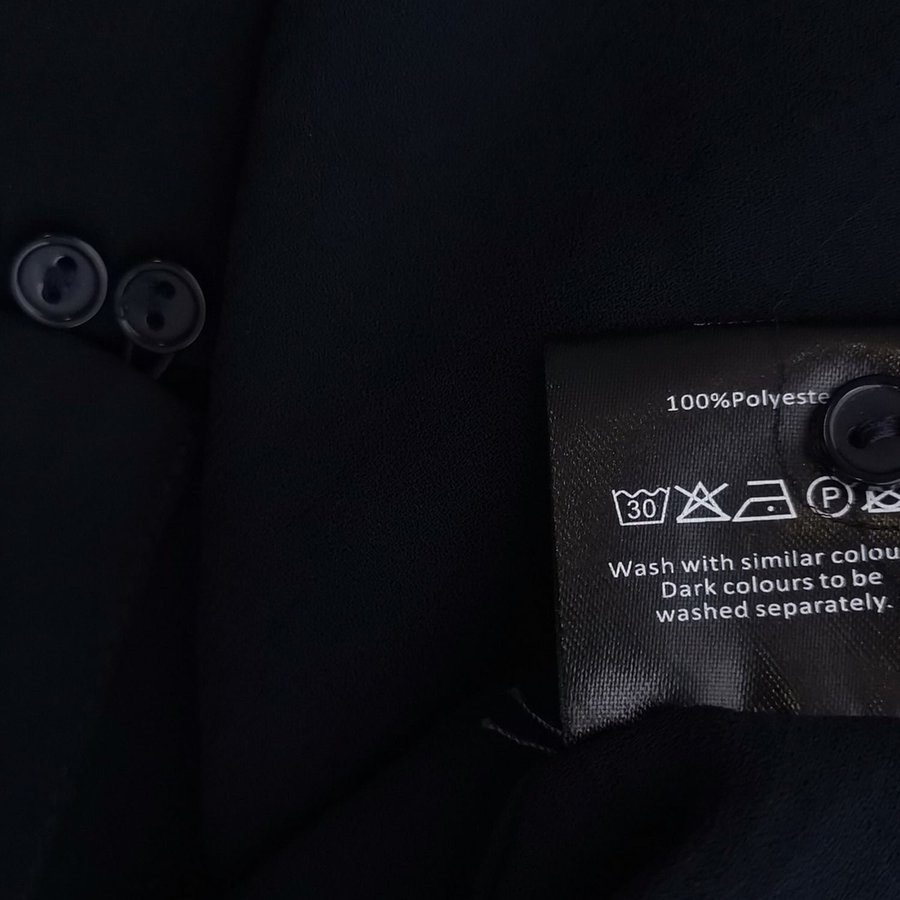 100%Polyeste
30
P
Wash with similar colou
Dark colours to be
washed separately.